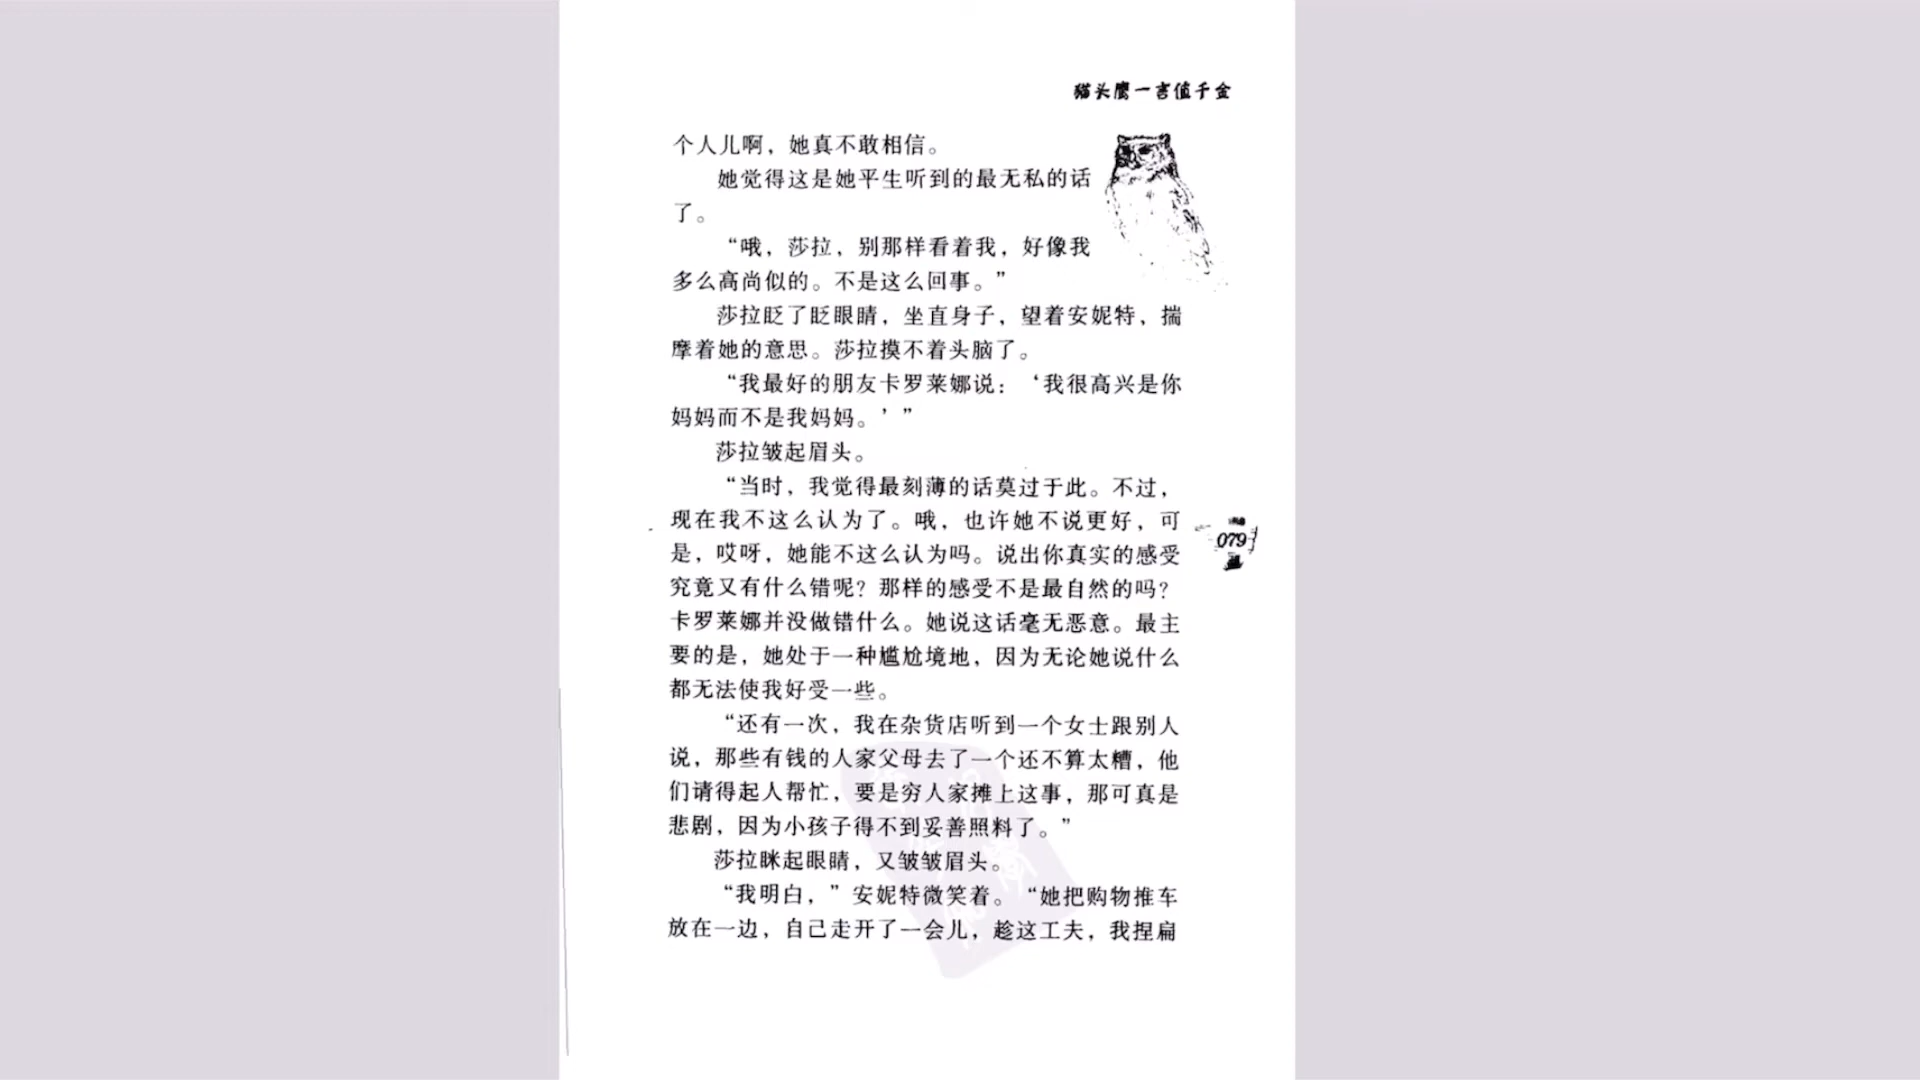 猫头鹰一言值千金
个人儿啊，她真不敢相信。
她觉得这是她平生听到的最无私的话
了。
“哦，莎拉，别那样看着我，好像我
多么高尚似的。不是这么回事。”
莎拉眨了眨眼睛，坐直身子，望着安妮特，揣
摩着她的意思。莎拉摸不着头脑了。
“我最好的朋友卡罗莱娜说：‘我很高兴是你
妈妈而不是我妈妈。’”
莎拉皱起眉头。
“当时，我觉得最刻薄的话莫过于此。不过，
现在我不这么认为了。哦，也许她不说更好，可
是，哎呀，她能不这么认为吗。说出你真实的感受
究竟又有什么错呢？那样的感受不是最自然的吗？
卡罗莱娜并没做错什么。她说这话毫无恶意。最主
要的是，她处于一种尴尬境地，因为无论她说什么
都无法使我好受一些。
“还有一次，我在杂货店听到一个女士跟别人
说，那些有钱的人家父母去了一个还不算太糟，他
们请得起人帮忙，要是穷人家摊上这事，那可真是
悲剧，因为小孩子得不到妥善照料了。”
莎拉眯起眼睛，又皱皱眉头。
“我明白，”安妮特微笑着。“她把购物推车
放在一边，自己走开了一会儿，趁这工夫，我捏扁
079